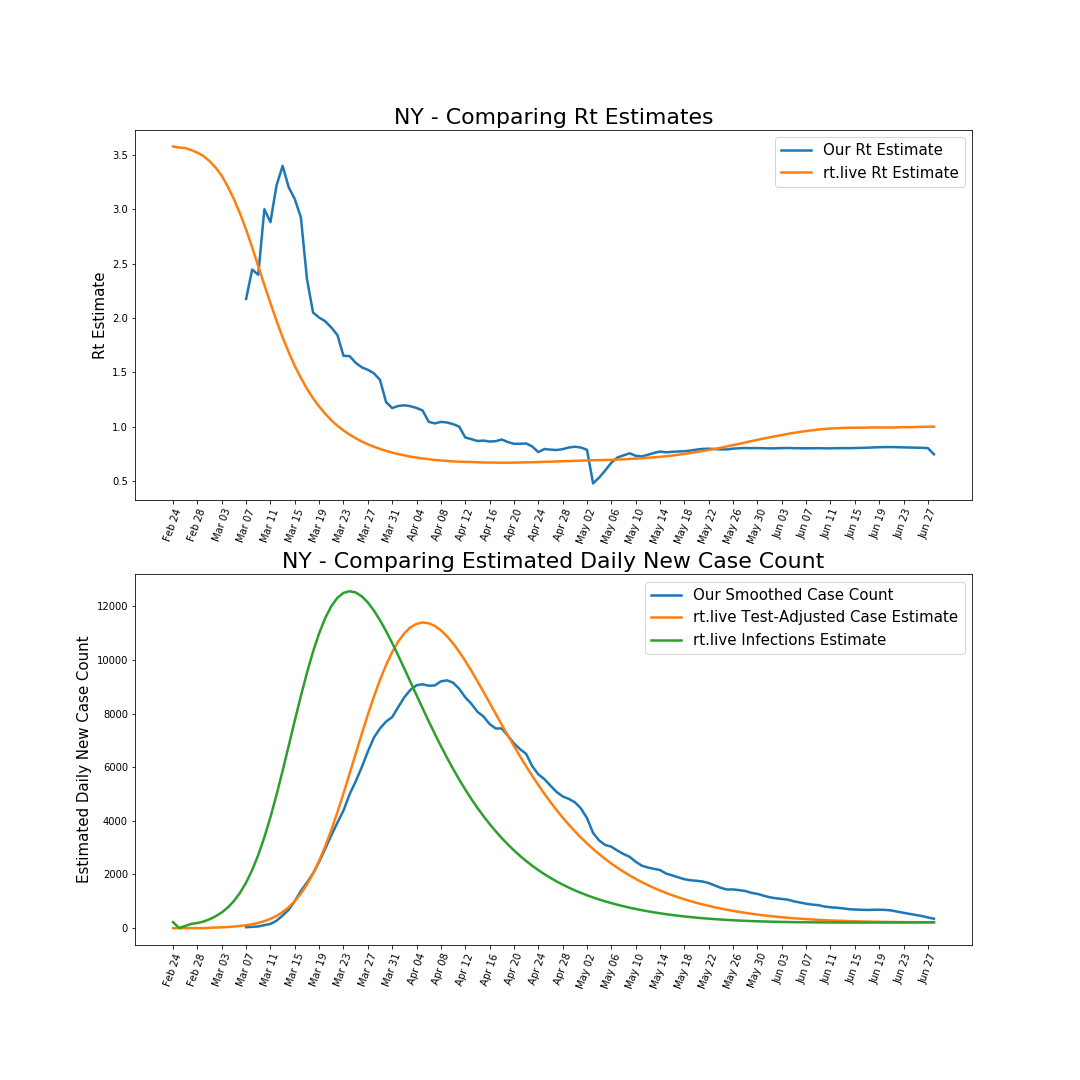 NY - Comparing Rt Estimates
Rt Estimate
3.5
3.0
2.5
2.0
1.5
1.0
0.5
Our Rt Estimate
rt.live Rt Estimate
Feb 24 Feb 28 Mar 03 Mar 07 Mar 11 Mar 15 Mar 19 Mar 23 Mar 27 Mar 31 Apr 04 Apr 08 Apr 12 Apr 16 Apr 20 Apr 24 Apr 28 May 02 May 06 May 10 May 14 May 18 May 22 May 26 May 30 Jun 03 Jun 07 Jun 11 Jun 15 Jun 19 Jun 23 Jun 27
NY - Comparing Estimated Daily New Case Count
Estimated Daily New Case Count
12000
10000
8000
6000
4000
2000
0
Our Smoothed Case Count
rt.live Test-Adjusted Case Estimate
rt.live Infections Estimate
Feb 24 Feb 28 Mar 03 Mar 07 Mar 11 Mar 15 Mar 19 Mar 23 Mar 27 Mar 31 Apr 04 Apr 08 Apr 12 Apr 16 Apr 20 Apr 24 Apr 28 May 02 May 06 May 10 May 14 May 18 May 22 May 26 May 30 Jun 03 Jun 07 Jun 11 Jun 15 Jun 19 Jun 23 Jun 27